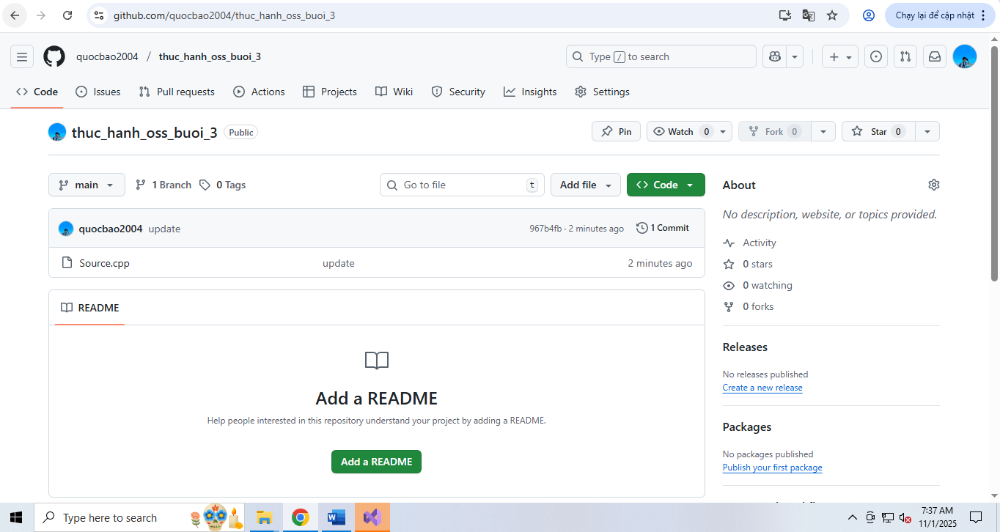 github.com/quocbao2004/thuc_hanh_oss_buoi_3
Chạy lại để cập nhật
quocbao2004 / thuc_hanh_oss_buoi_3
Type / to search
Code Issues Pull requests Actions Projects Wiki Security Insights Settings
thuc_hanh_oss_buoi_3 Public
Pin Watch 0 Fork 0 Star 0
main 1 Branch 0 Tags Go to file t Add file Code
quocbao2004 update 967b4fb · 2 minutes ago 1 Commit
Source.cpp update 2 minutes ago
README
Add a README
Help people interested in this repository understand your project by adding a README.
Add a README
About
No description, website, or topics provided.
Activity
0 stars
0 watching
0 forks
Releases
No releases published
Create a new release
Packages
No packages published
Publish your first package
Type here to search
7:37 AM
11/1/2025